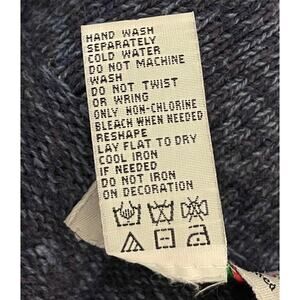 HAND WASH
SEPARATELY
COLD WATER
DO NOT MACHINE
WASH
DO NOT TWIST
OR WRING
ONLY NON-CHLORINE
BLEACH WHEN NEEDED
RESHAPE
LAY FLAT TO DRY
COOL IRON
IF NEEDED
DO NOT IRON
ON DECORATION